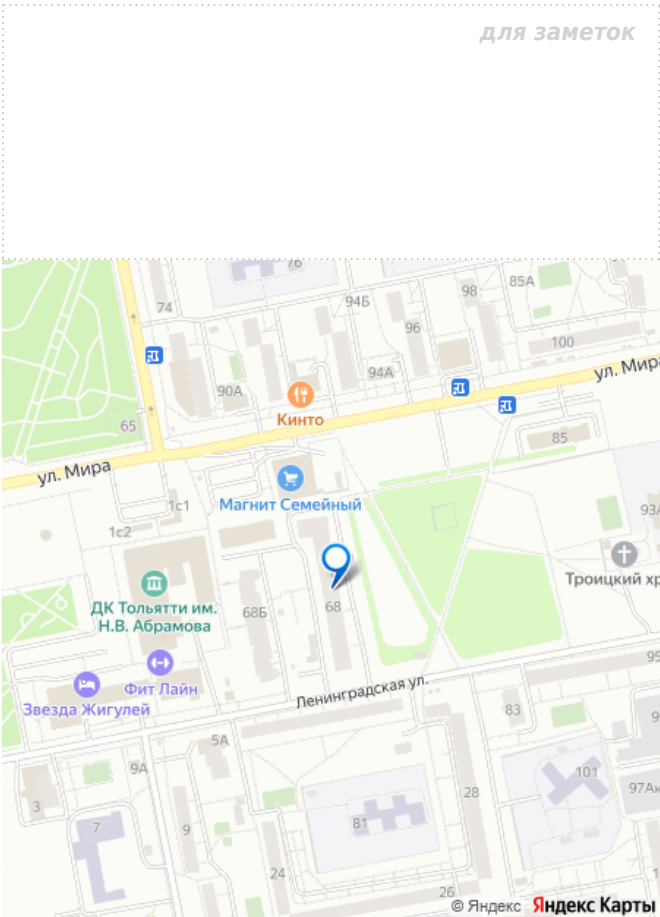 для заметок
76
74
94Б
98
85А
96
100
94А
90А
ул. Мира
Кинто
65
85
ул. Мира
Магнит Семейный
1с1
1с2
93А
Троицкий хр
ДК Тольятти им.
Н.В. Абрамова
68Б
68
Фит Лайн
Звезда Жигулей
Ленинградская ул.
95
83
5А
9А
101
97Ак
3
7
9
81
28
24
26
© Яндекс Яндекс Карты